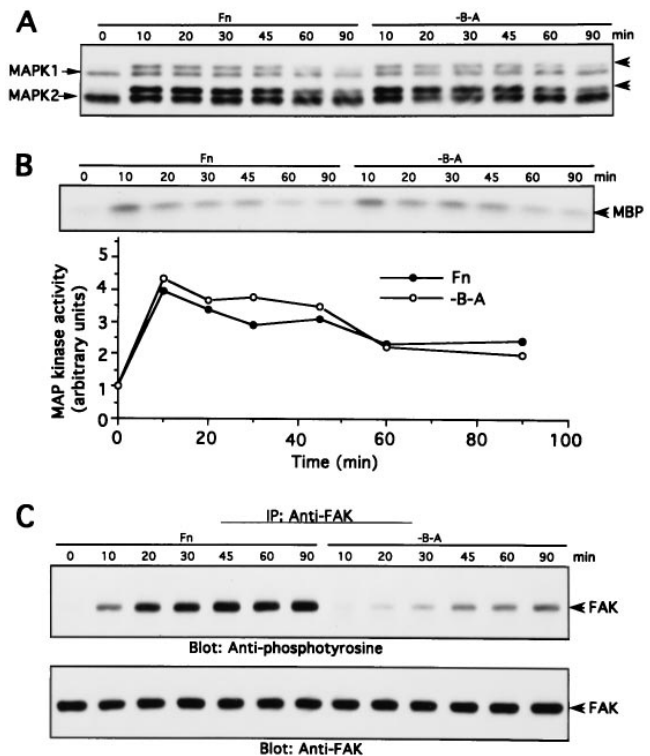 A
Fn -B-A
0 10 20 30 45 60 90 10 20 30 45 60 90 min
MAPK1
MAPK2
B
Fn -B-A
0 10 20 30 45 60 90 10 20 30 45 60 90 min
MBP
MAP kinase activity
(arbitrary units)
5
4
3
2
1
0
Fn
-B-A
0 20 40 60 80 100
Time (min)
C
IP: Anti-FAK
Fn -B-A
0 10 20 30 45 60 90 10 20 30 45 60 90 min
FAK
Blot: Anti-phosphotyrosine
FAK
Blot: Anti-FAK